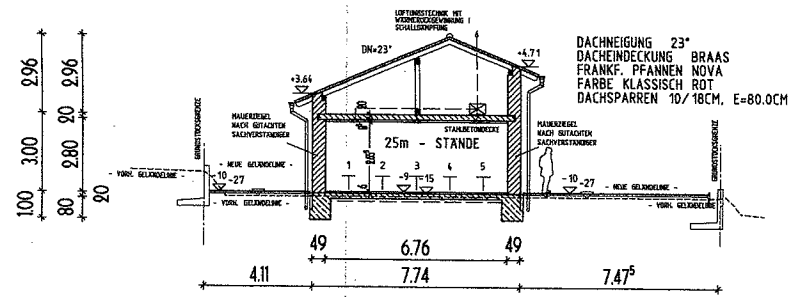 LÜFTUNGSTECHNIK MIT
WÄRMERÜCKGEWINNUNG /
SCHALLDÄMPFUNG
DN=23°
+4.71
+3.64
DACHNEIGUNG 23°
DACHEINDECKUNG BRAAS
FRANKF. PFANNEN NOVA
FARBE KLASSISCH ROT
DACHSPARREN 10/18CM, E=80.0CM
2.96
2.96
20
3.00
2.80
20
1.00
80
GRUNDSTÜCKSGRENZE
MAUERZIEGEL
NACH GUTACHTEN
SACHVERSTÄNDIGER
STAHLBETONDECKE
25m - STÄNDE
MAUERZIEGEL
NACH GUTACHTEN
SACHVERSTÄNDIGER
GRUNDSTÜCKSGRENZE
1 2 3 4 5
- NEUE GELÄNDELINIE -
- VORH. GELÄNDELINIE
-10 -27
-9 -15
-10 -27
- NEUE GELÄNDELINIE -
- VORH. GELÄNDELINIE -
- VORH. GELÄNDELINIE -
49 6.76 49
4.11 7.74 7.47⁵